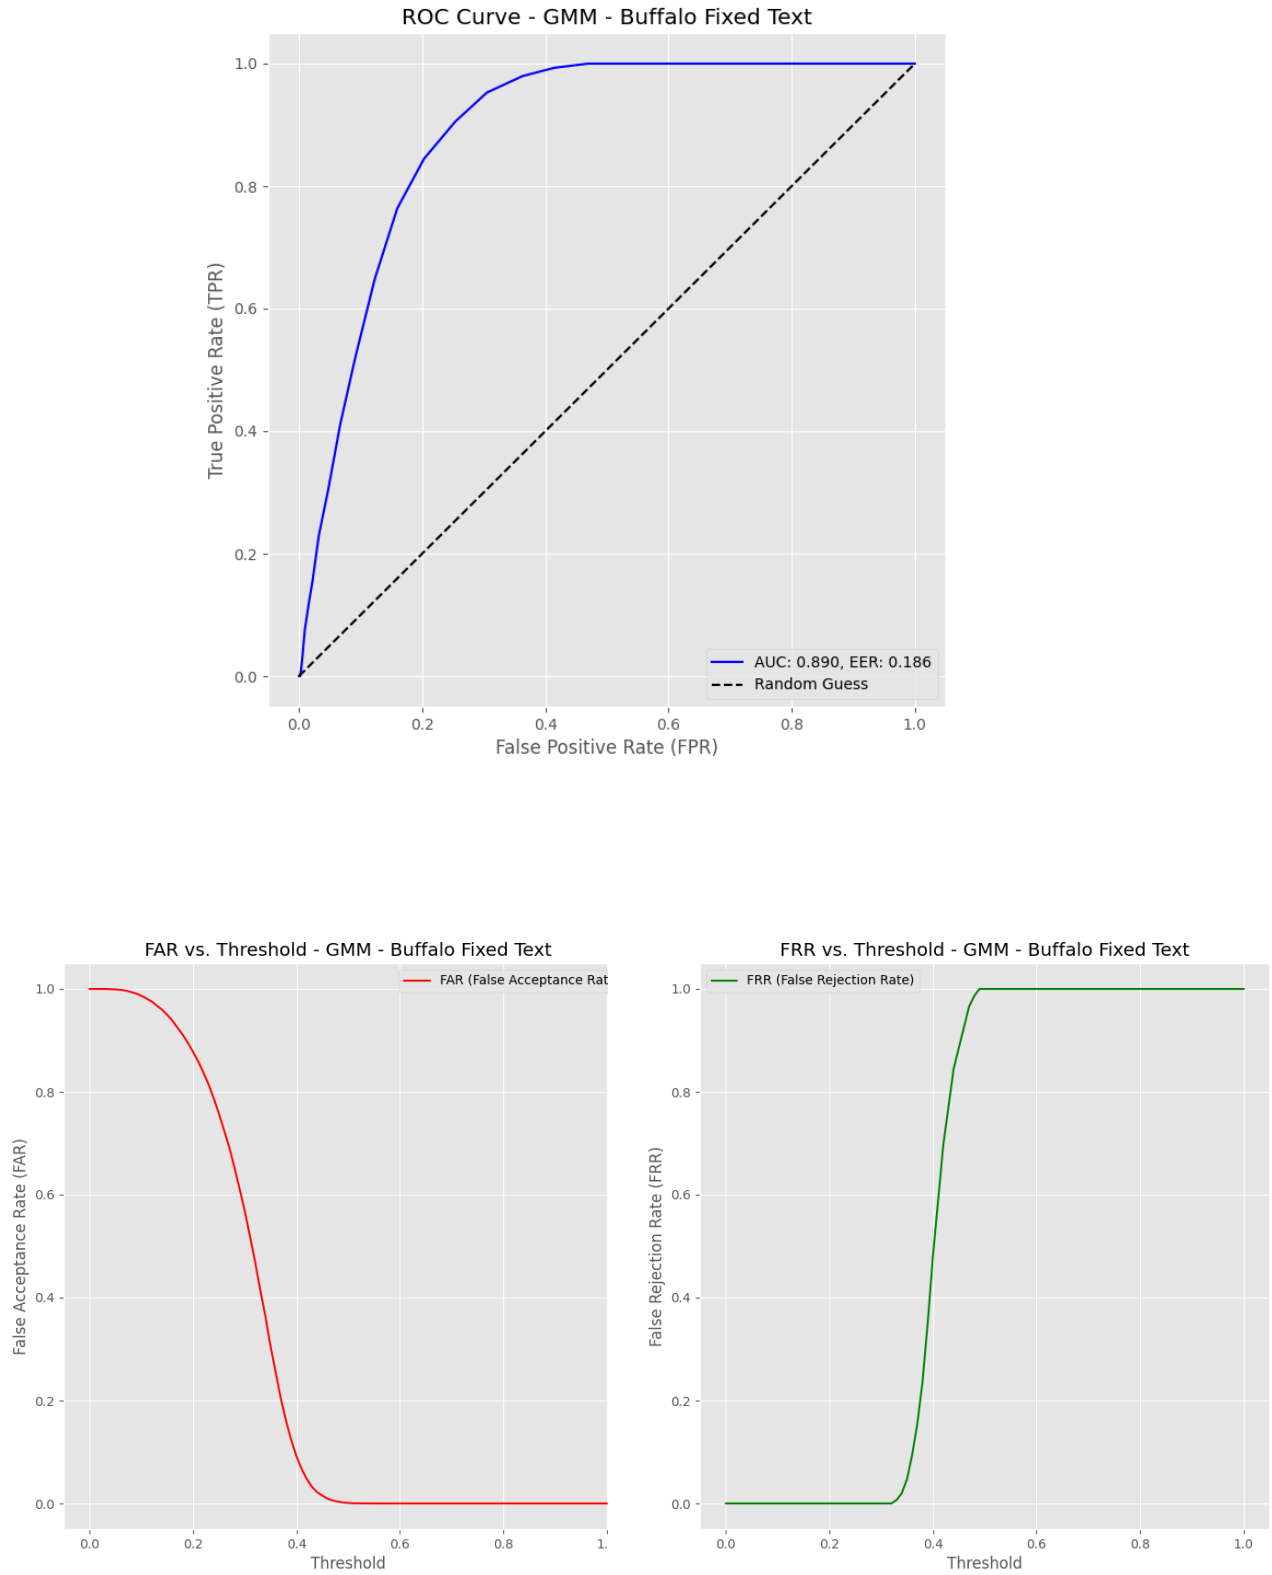 ROC Curve - GMM - Buffalo Fixed Text
1.0
0.8
0.6
0.4
0.2
0.0
True Positive Rate (TPR)
AUC: 0.890, EER: 0.186
Random Guess
0.0 0.2 0.4 0.6 0.8 1.0
False Positive Rate (FPR)
FAR vs. Threshold - GMM - Buffalo Fixed Text
FAR (False Acceptance Rat
1.0
0.8
0.6
0.4
0.2
0.0
False Acceptance Rate (FAR)
0.0 0.2 0.4 0.6 0.8 1.
Threshold
FRR vs. Threshold - GMM - Buffalo Fixed Text
FRR (False Rejection Rate)
1.0
0.8
0.6
0.4
0.2
0.0
False Rejection Rate (FRR)
0.0 0.2 0.4 0.6 0.8 1.0
Threshold